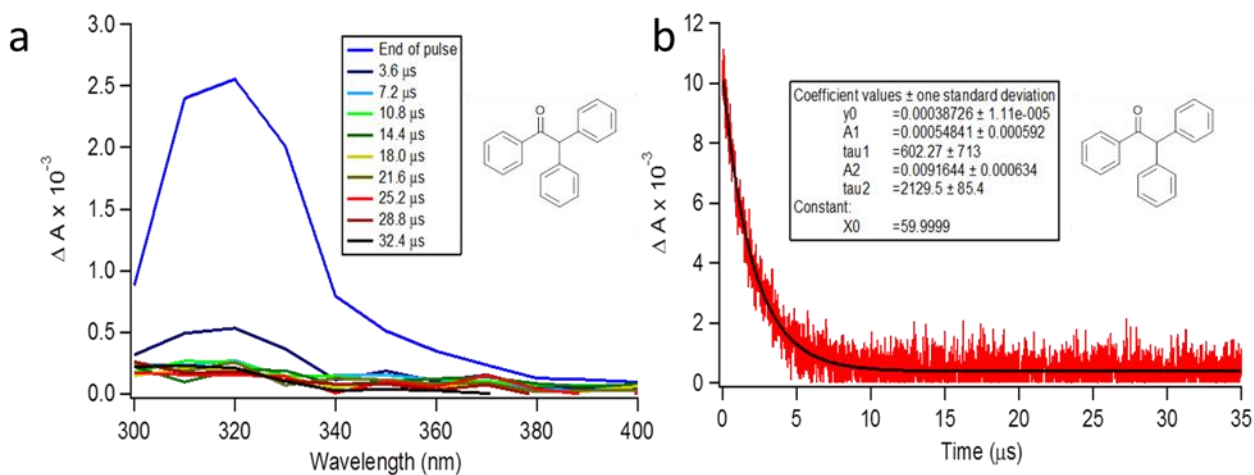 a
3.0
2.5
2.0
1.5
1.0
0.5
0.0
Δ A x 10⁻³
300
320
340
360
380
400
Wavelength (nm)
End of pulse
3.6 μs
7.2 μs
10.8 μs
14.4 μs
18.0 μs
21.6 μs
25.2 μs
28.8 μs
32.4 μs
O
b
12
10
8
6
4
2
0
Δ A x 10⁻³
0
5
10
15
20
25
30
35
Time (μs)
Coefficient values ± one standard deviation
y0 =0.00038726 ± 1.11e-005
A1 =0.00054841 ± 0.000592
tau1 =602.27 ± 713
A2 =0.0091644 ± 0.000634
tau2 =2129.5 ± 85.4
Constant:
X0 =59.9999
O